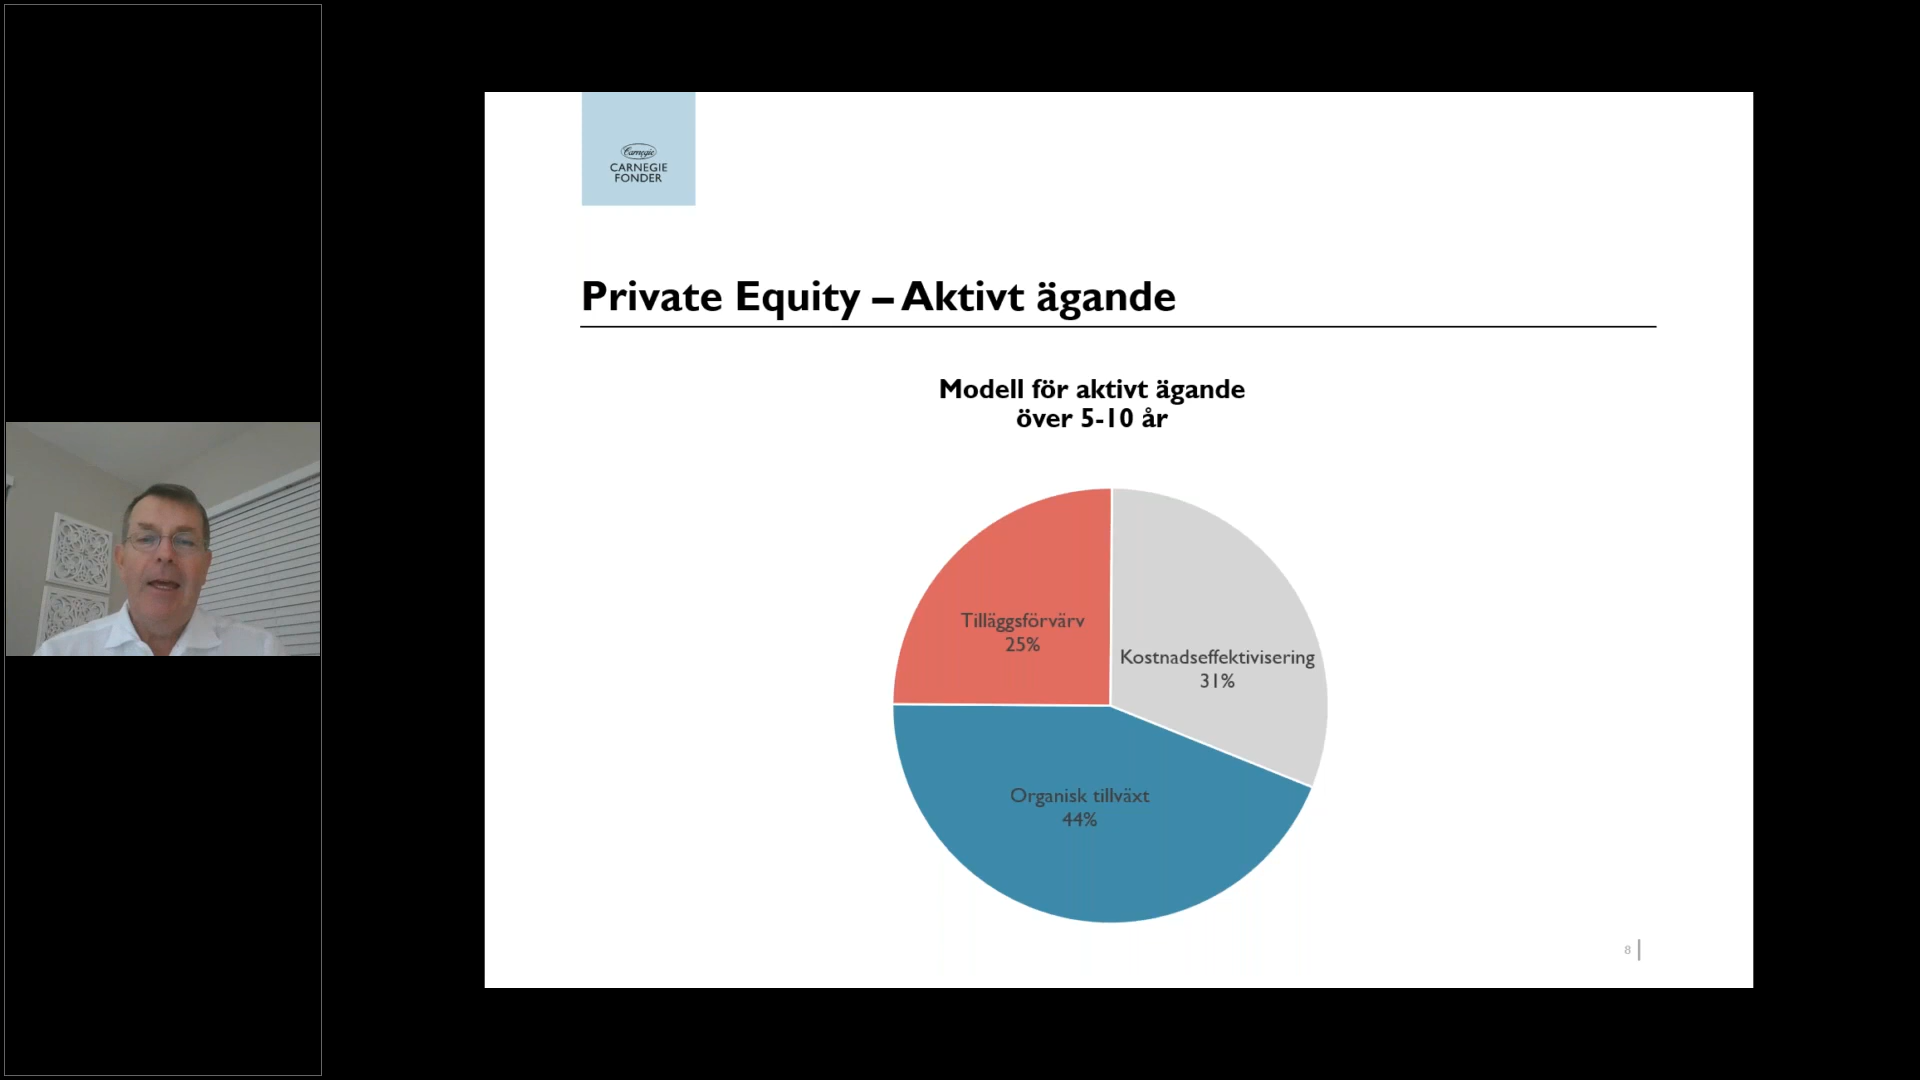 Carnegie
CARNEGIE
FONDER
Private Equity – Aktivt ägande
Modell för aktivt ägande
över 5-10 år
Tilläggsförvärv
25%
Kostnadseffektivisering
31%
Organisk tillväxt
44%
8